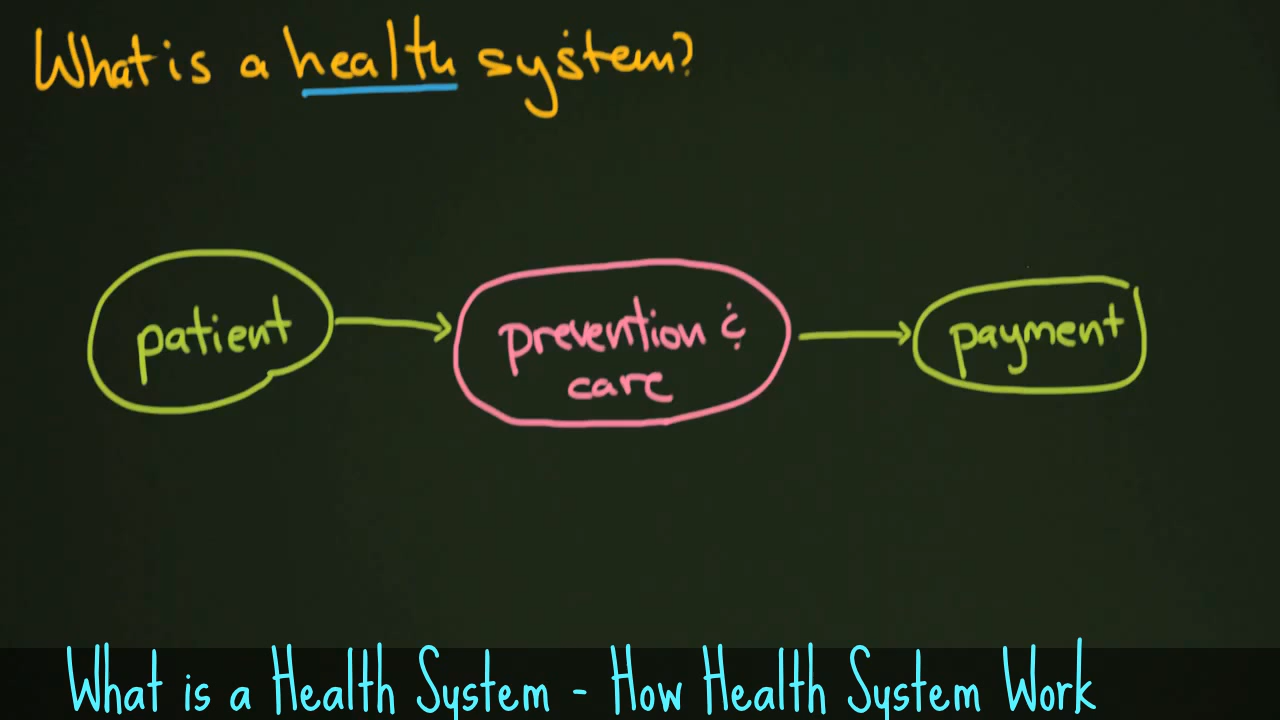 What is a health system?
patient
prevention &
care
payment
What is a Health System - How Health System Work